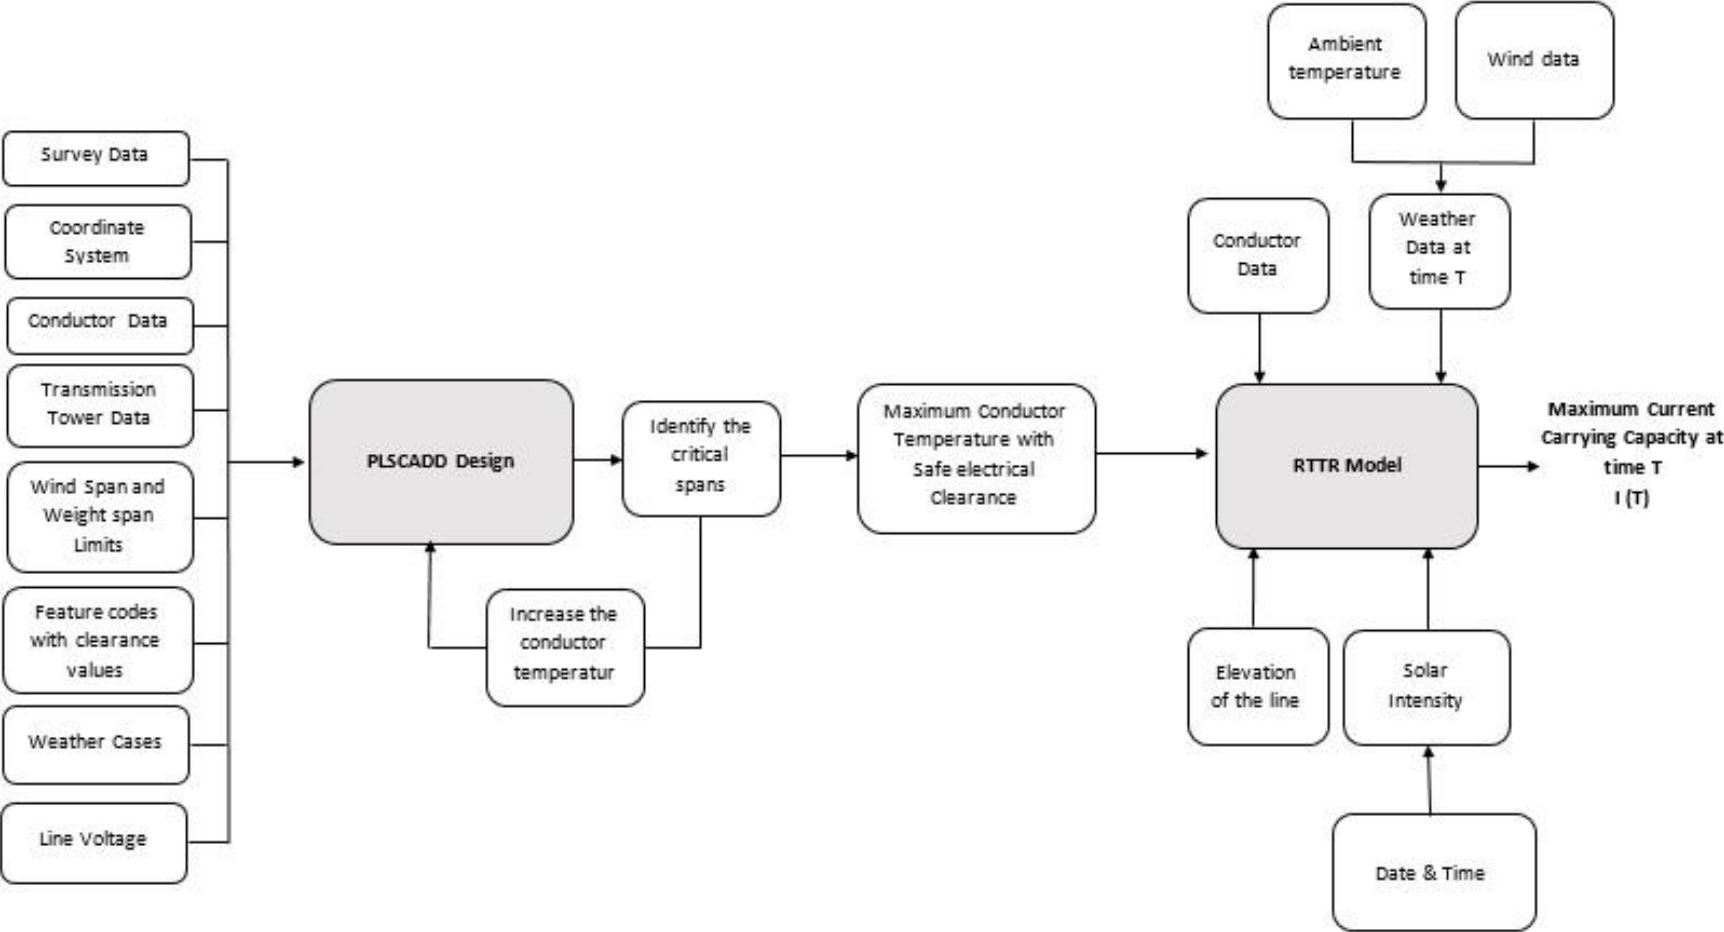 Ambient
temperature
Wind data
Survey Data
Coordinate
System
Conductor Data
Transmission
Tower Data
Wind Span and
Weight span
Limits
Feature codes
with clearance
values
Weather Cases
Line Voltage
PLSCADD Design
Identify the
critical
spans
Increase the
conductor
temperatur
Maximum Conductor
Temperature with
Safe electrical
Clearance
Conductor
Data
Weather
Data at
time T
RTTR Model
Maximum Current
Carrying Capacity at
time T
I (T)
Elevation
of the line
Solar
Intensity
Date & Time